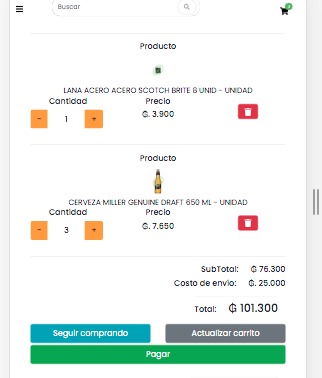 Buscar
Producto
LANA ACERO ACERO SCOTCH BRITE 8 UNID - UNIDAD
Cantidad Precio
- 1 + ₲. 3.900
Producto
CERVEZA MILLER GENUINE DRAFT 650 ML - UNIDAD
Cantidad Precio
- 3 + ₲. 7.650
SubTotal: ₲ 76.300
Costo de envío: ₲. 25.000
Total: ₲ 101.300
Seguir comprando Actualizar carrito
Pagar